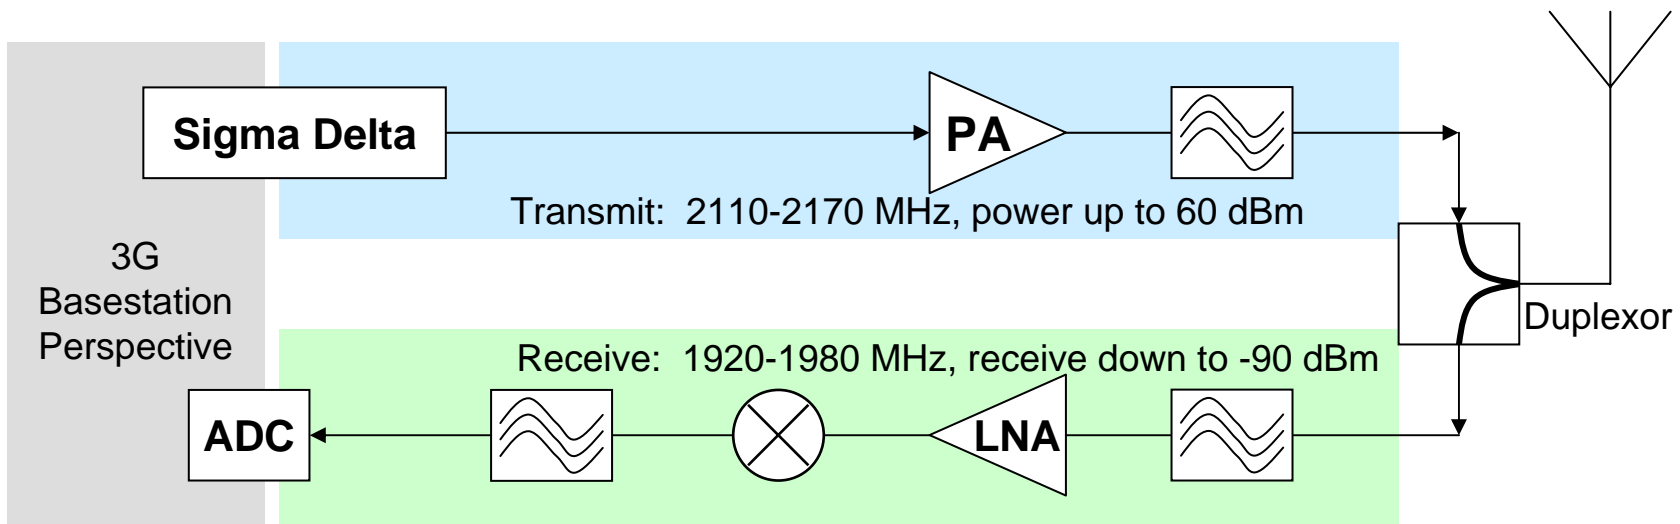 Sigma Delta
PA
Transmit:  2110-2170 MHz, power up to 60 dBm
3G
Basestation
Perspective
Duplexor
Receive:  1920-1980 MHz, receive down to -90 dBm
ADC
LNA